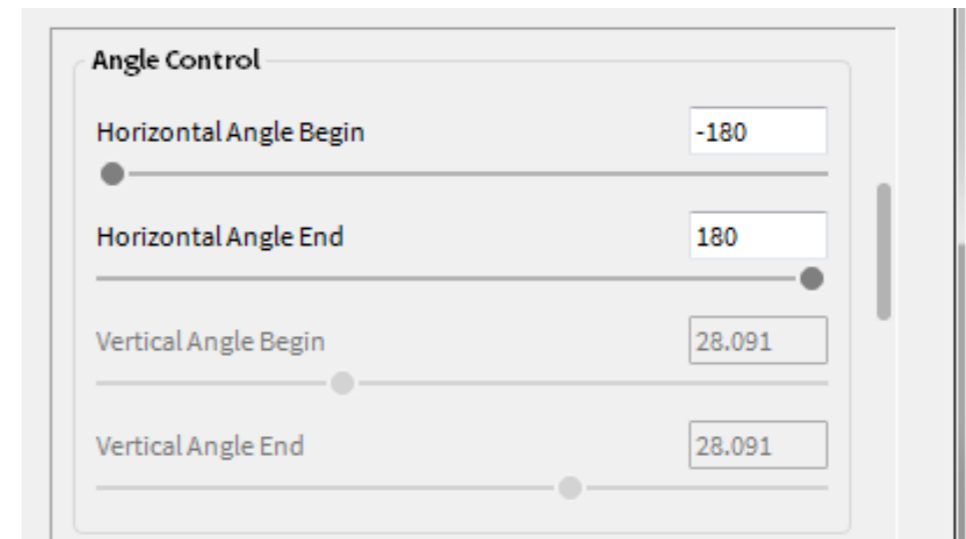 Angle Control
Horizontal Angle Begin -180
Horizontal Angle End 180
Vertical Angle Begin 28.091
Vertical Angle End 28.091